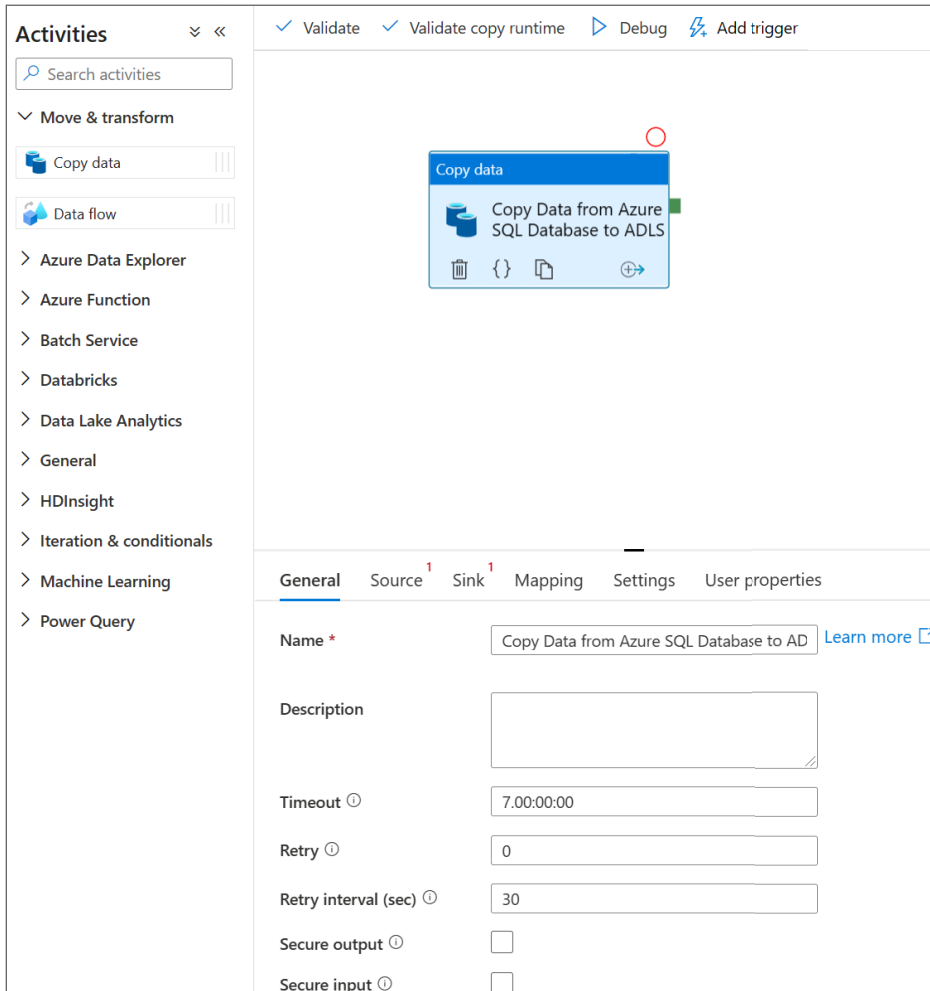 Activities
Validate
Validate copy runtime
Debug
Add trigger
Search activities
Move & transform
Copy data
Data flow
Azure Data Explorer
Azure Function
Batch Service
Databricks
Data Lake Analytics
General
HDInsight
Iteration & conditionals
Machine Learning
Power Query
Copy data
Copy Data from Azure
SQL Database to ADLS
General
Source 1
Sink 1
Mapping
Settings
User properties
Name *
Copy Data from Azure SQL Database to AD
Learn more
Description
Timeout
7.00:00:00
Retry
0
Retry interval (sec)
30
Secure output
Secure input